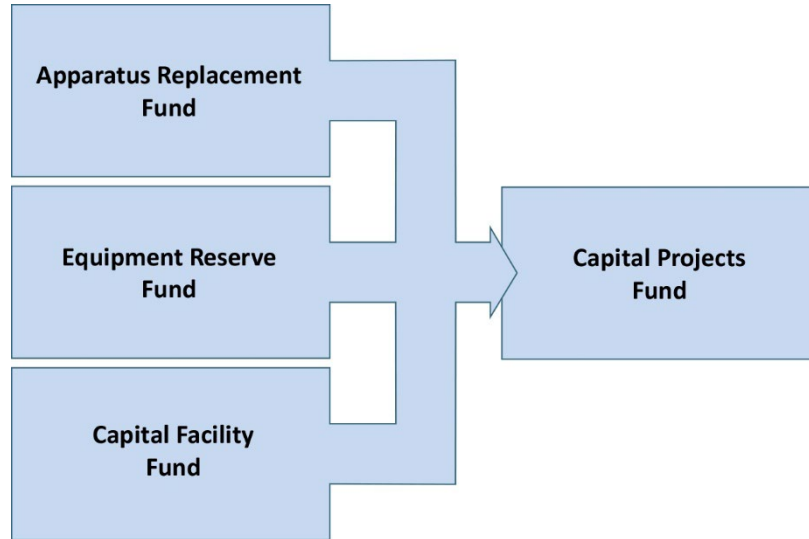 Apparatus Replacement
Fund
Equipment Reserve
Fund
Capital Facility
Fund
Capital Projects
Fund